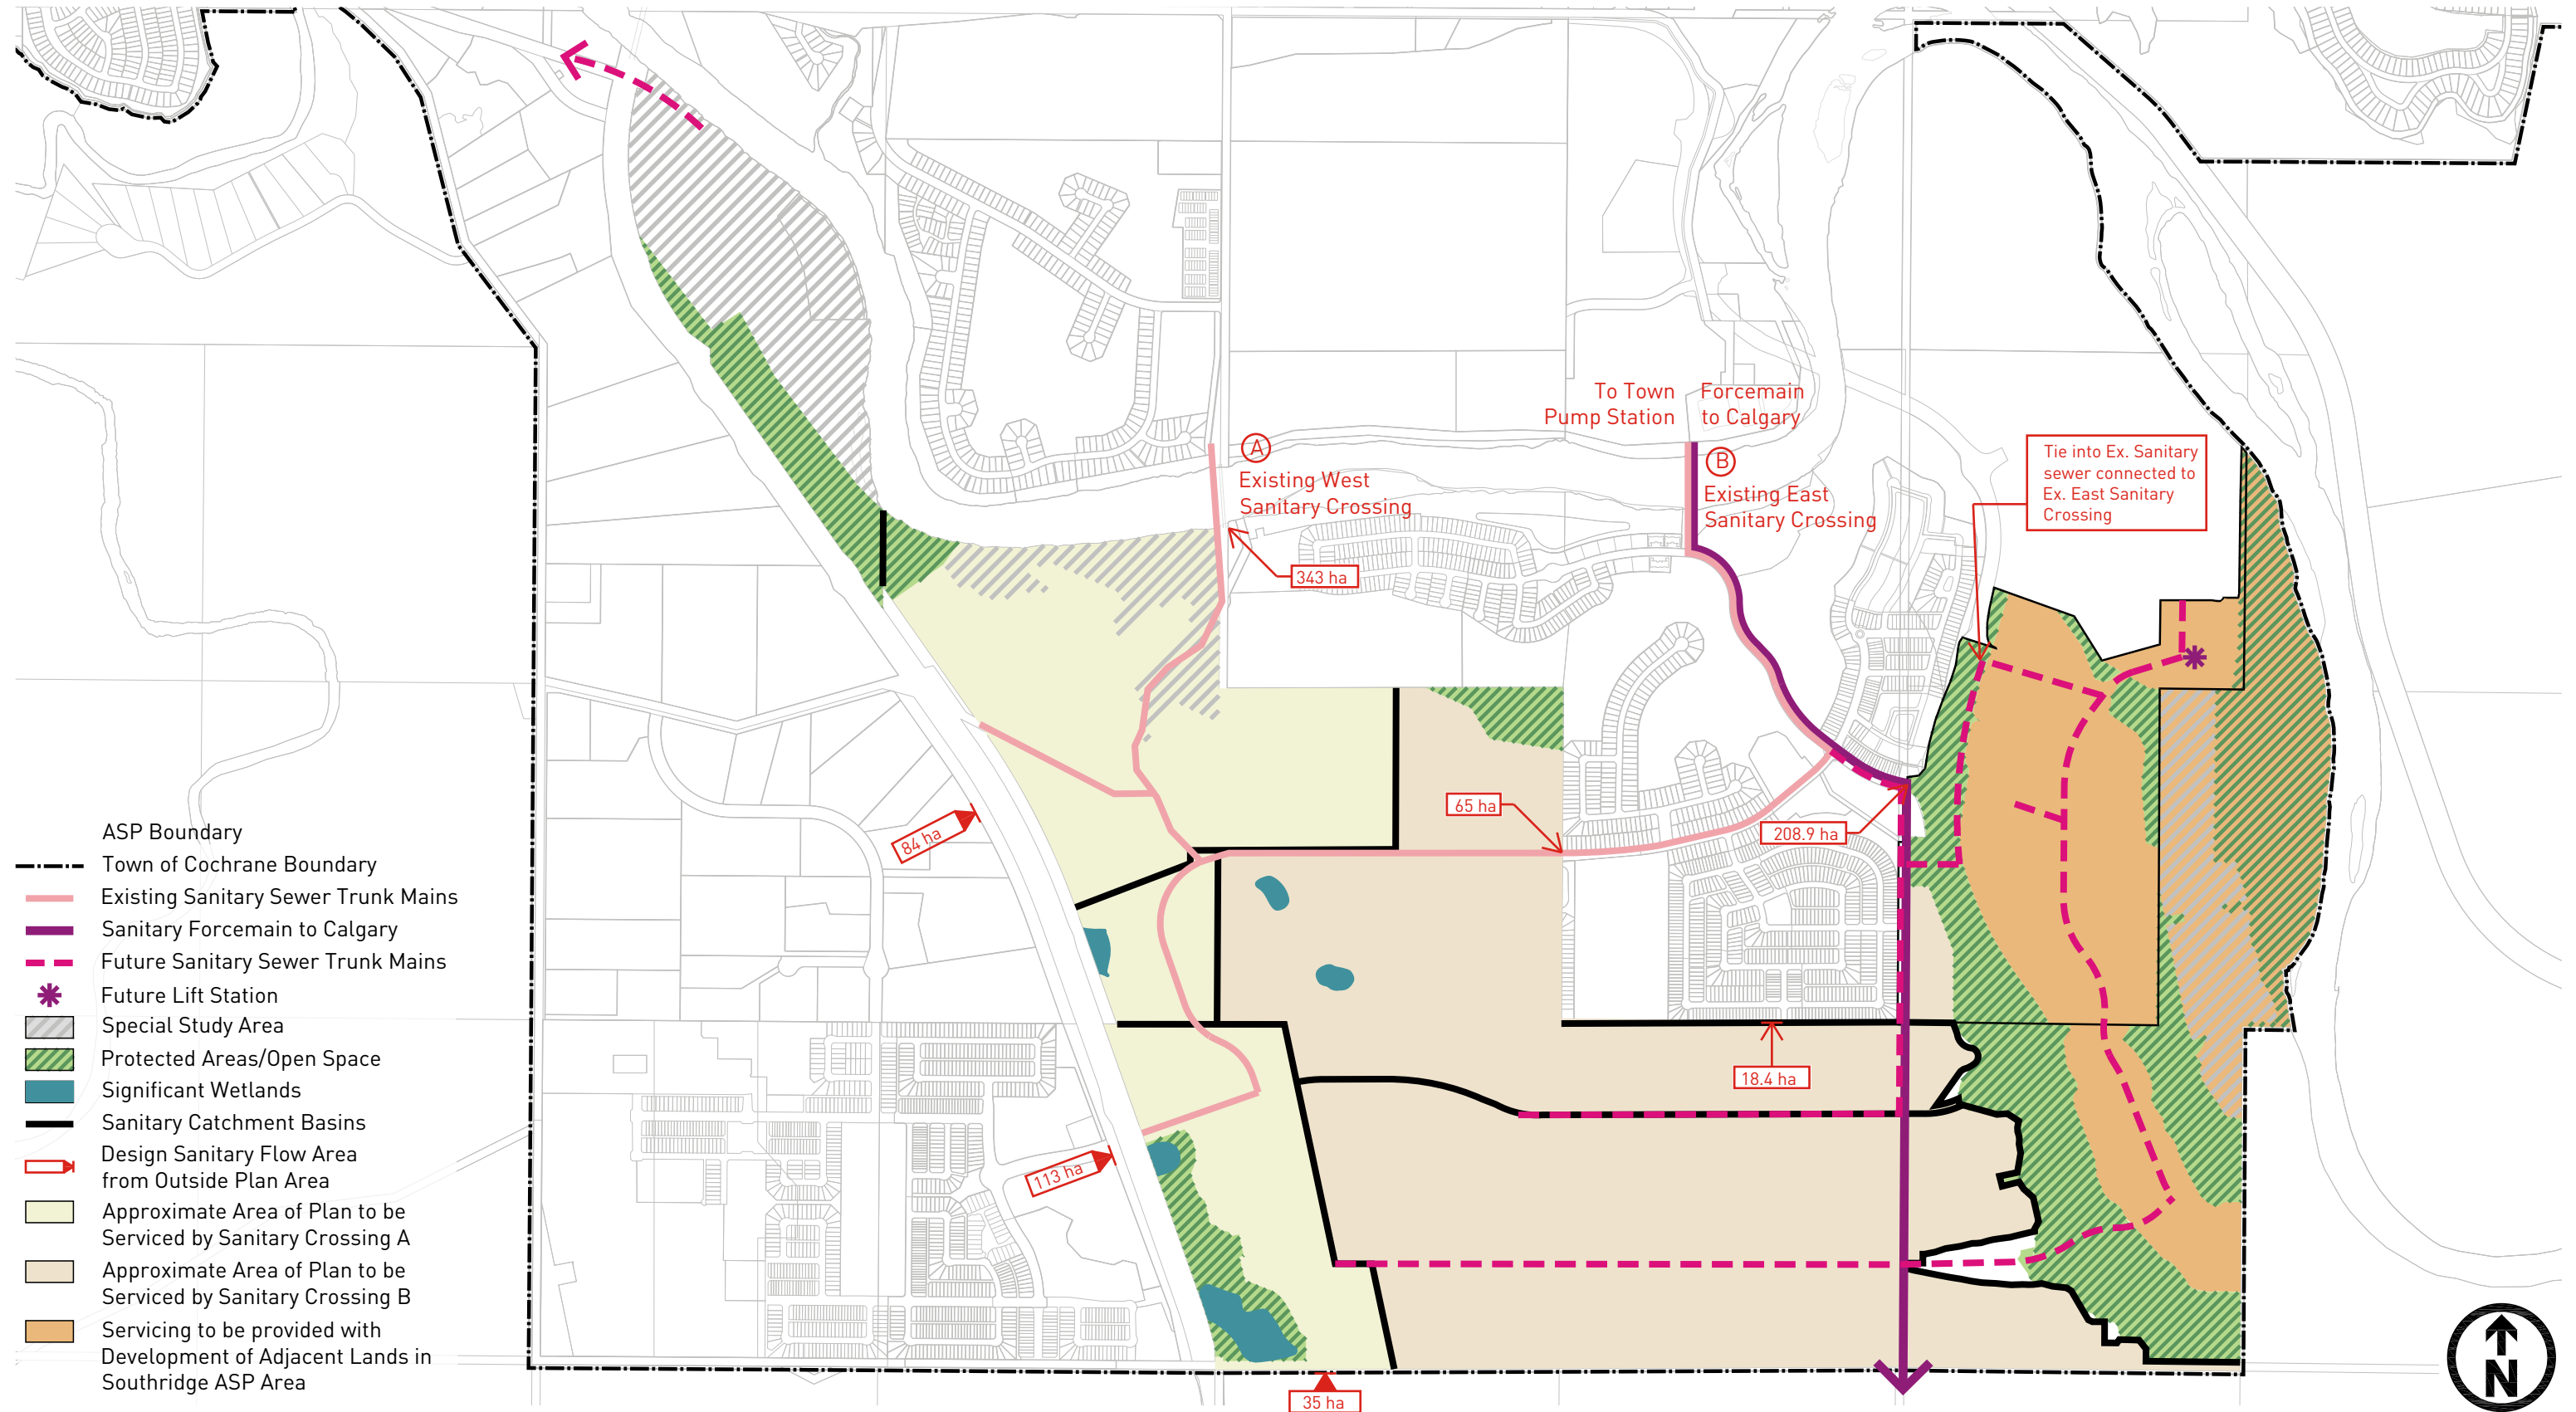 To Town
Pump Station
Forcemain
to Calgary
A
Existing West
Sanitary Crossing
B
Existing East
Sanitary Crossing
Tie into Ex. Sanitary
sewer connected to
Ex. East Sanitary
Crossing
343 ha
65 ha
84 ha
208.9 ha
18.4 ha
113 ha
35 ha
ASP Boundary
Town of Cochrane Boundary
Existing Sanitary Sewer Trunk Mains
Sanitary Forcemain to Calgary
Future Sanitary Sewer Trunk Mains
Future Lift Station
Special Study Area
Protected Areas/Open Space
Significant Wetlands
Sanitary Catchment Basins
Design Sanitary Flow Area
from Outside Plan Area
Approximate Area of Plan to be
Serviced by Sanitary Crossing A
Approximate Area of Plan to be
Serviced by Sanitary Crossing B
Servicing to be provided with
Development of Adjacent Lands in
Southridge ASP Area
N